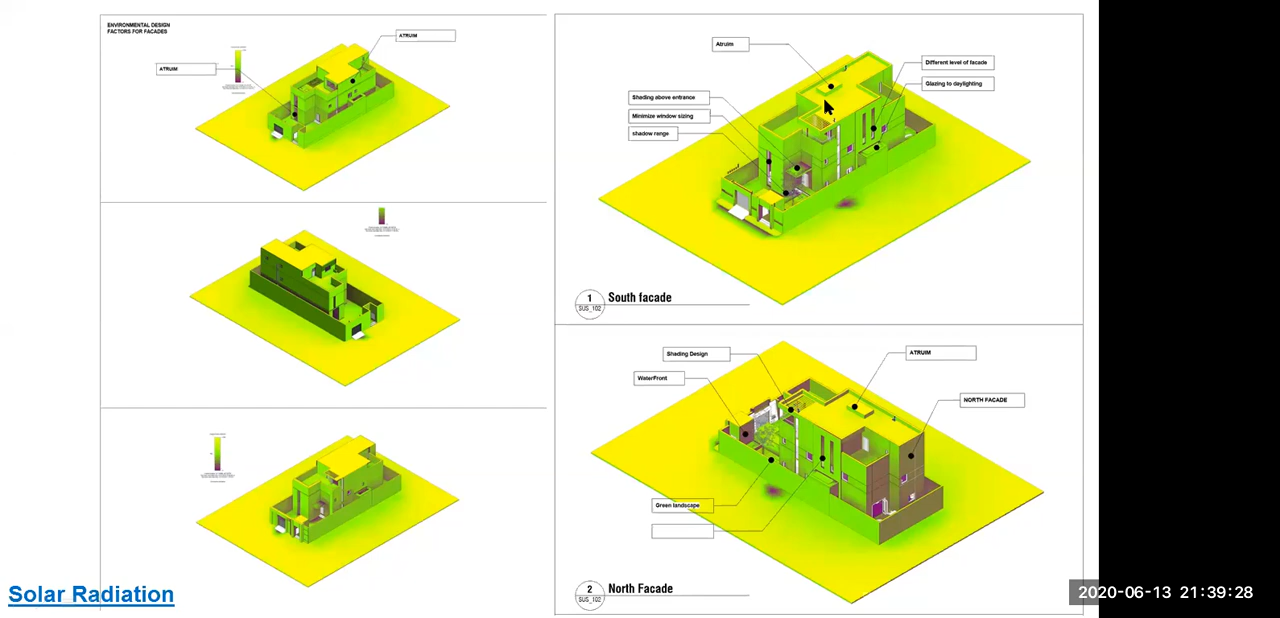 ENVIRONMENTAL DESIGN
FACTORS FOR FACADES
ATRUIM
ATRUIM
Atruim
Different level of facade
Glazing to daylighting
Shading above entrance
Minimize window sizing
shadow range
1
SUS_102
South facade
Shading Design
ATRUIM
WaterFront
NORTH FACADE
Green landscape
2
SUS_102
North Facade
Solar Radiation
2020-06-13 21:39:28